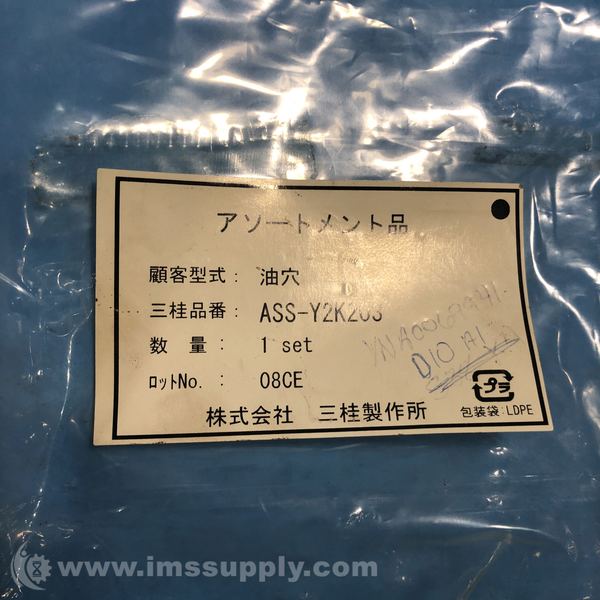 アソートメント品
顧客型式： 油穴
三桂品番： ASS-Y2K203
数 量： 1 set
ロットNo.： 08CE
株式会社 三桂製作所
プラ
包装袋:LDPE
D10 A1
www.imssupply.com